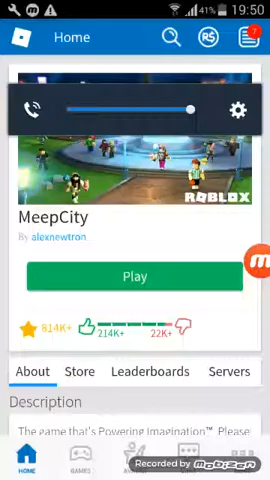 41% 19:50
Home
R$
7
ROBLOX
MeepCity
By alexnewtron
Play
814K+
214K+
22K+
About Store Leaderboards Servers
Description
The game that's Powering Imagination™ Please
HOME
GAMES
Recorded by mobizen